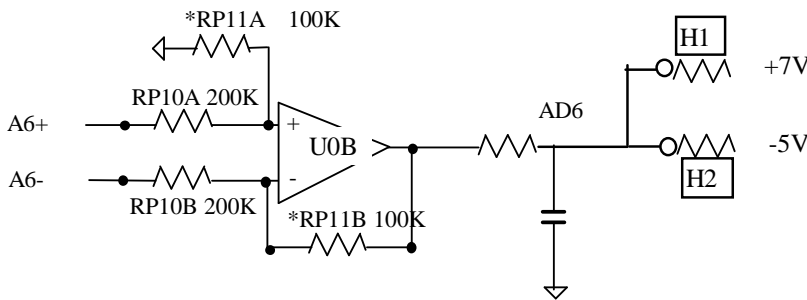 *RP11A 100K
H1
+7V
RP10A 200K
AD6
A6+
+
U0B
-5V
A6-
-
H2
RP10B 200K
*RP11B 100K